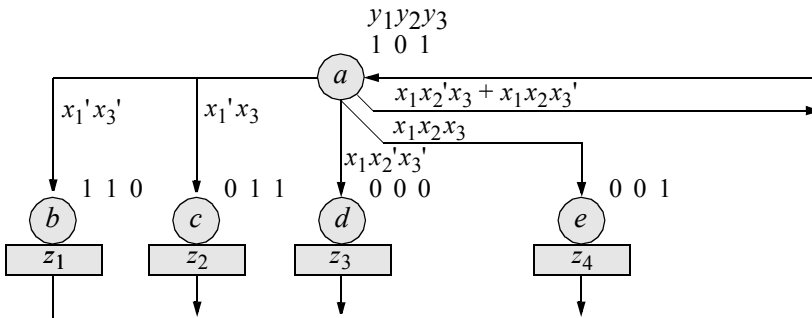 y₁y₂y₃
1 0 1
a
x₁'x₃'
x₁'x₃
x₁x₂'x₃ + x₁x₂x₃'
x₁x₂x₃
x₁x₂'x₃'
1 1 0
0 1 1
0 0 0
0 0 1
b
c
d
e
z₁
z₂
z₃
z₄